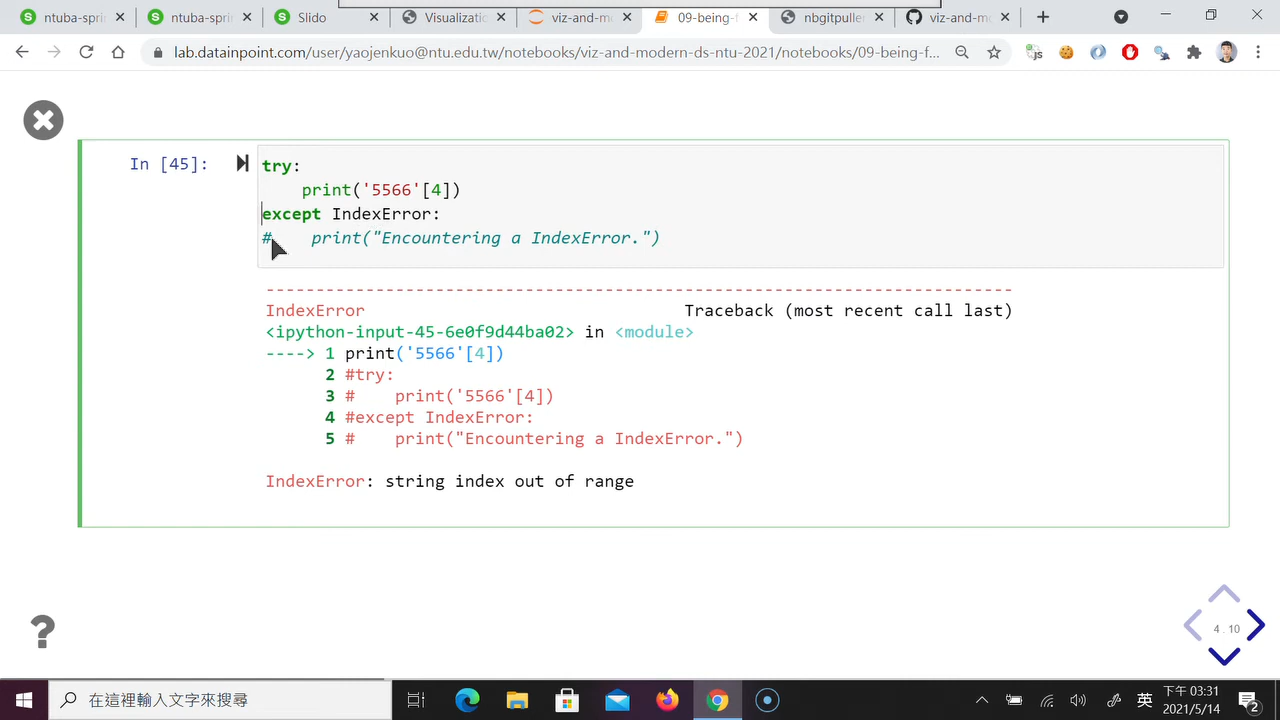 ntuba-spri
ntuba-spri
Slido
Visualizatio
viz-and-mo
09-being-f
nbgitpuller
viz-and-mo
lab.datainpoint.com/user/yaojenkuo@ntu.edu.tw/notebooks/viz-and-modern-ds-ntu-2021/notebooks/09-being-f...
In [45]:
try:
    print('5566'[4])
except IndexError:
#    print("Encountering a IndexError.")
---------------------------------------------------------------------------
IndexError                                Traceback (most recent call last)
<ipython-input-45-6e0f9d44ba02> in <module>
----> 1 print('5566'[4])
      2 #try:
      3 #    print('5566'[4])
      4 #except IndexError:
      5 #    print("Encountering a IndexError.")
IndexError: string index out of range
4 . 10
在這裡輸入文字來搜尋
英
下午 03:31
2021/5/14
2